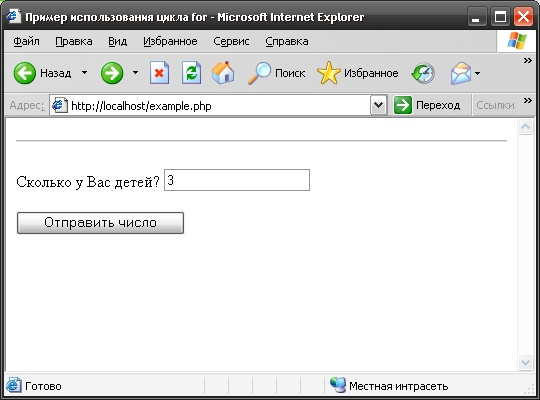 Пример использования цикла for - Microsoft Internet Explorer
Файл Правка Вид Избранное Сервис Справка »
Назад Поиск Избранное »
Адрес: http://localhost/example.php Переход Ссылки »
Сколько у Вас детей? 3
Отправить число
Готово Местная интрасеть